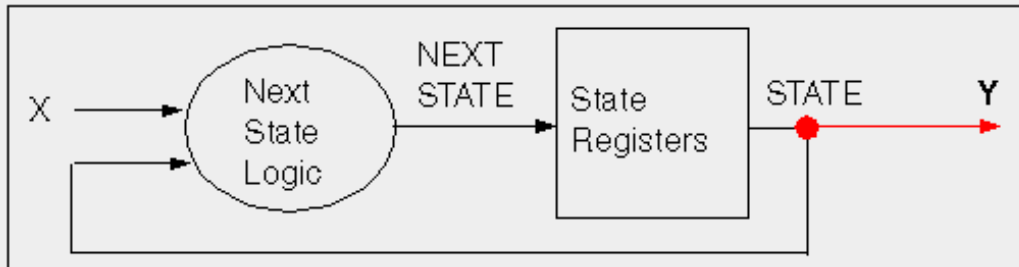 X
Next
State
Logic
NEXT
STATE
State
Registers
STATE
Y